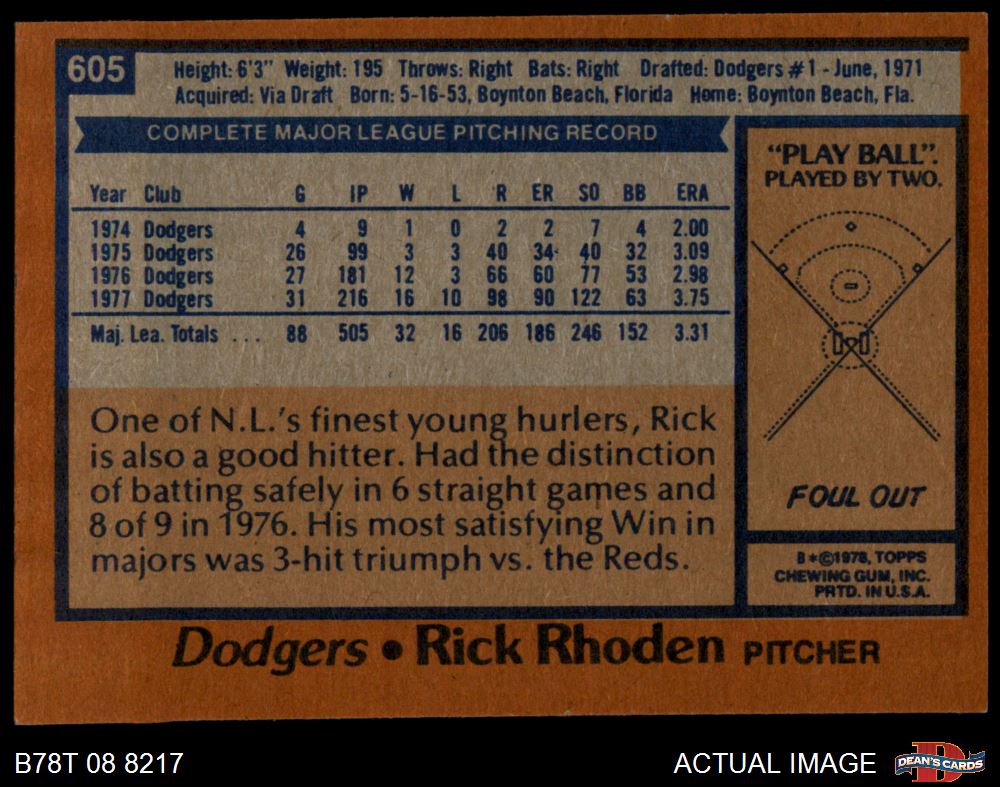 605
Height: 6'3" Weight: 195 Throws: Right Bats: Right Drafted: Dodgers #1 - June, 1971
Acquired: Via Draft Born: 5-16-53, Boynton Beach, Florida Home: Boynton Beach, Fla.
COMPLETE MAJOR LEAGUE PITCHING RECORD
Year Club G IP W L R ER SO BB ERA
1974 Dodgers 4 9 1 0 2 2 7 4 2.00
1975 Dodgers 26 99 3 3 40 34 40 32 3.09
1976 Dodgers 27 181 12 3 66 60 77 53 2.98
1977 Dodgers 31 216 16 10 98 90 122 63 3.75
Maj. Lea. Totals . . . 88 505 32 16 206 186 246 152 3.31
One of N.L.'s finest young hurlers, Rick
is also a good hitter. Had the distinction
of batting safely in 6 straight games and
8 of 9 in 1976. His most satisfying Win in
majors was 3-hit triumph vs. the Reds.
"PLAY BALL".
PLAYED BY TWO.
FOUL OUT
B*©1978, TOPPS
CHEWING GUM, INC.
PRTD. IN U.S.A.
Dodgers • Rick Rhoden PITCHER
B78T 08 8217
ACTUAL IMAGE
DEAN'S CARDS